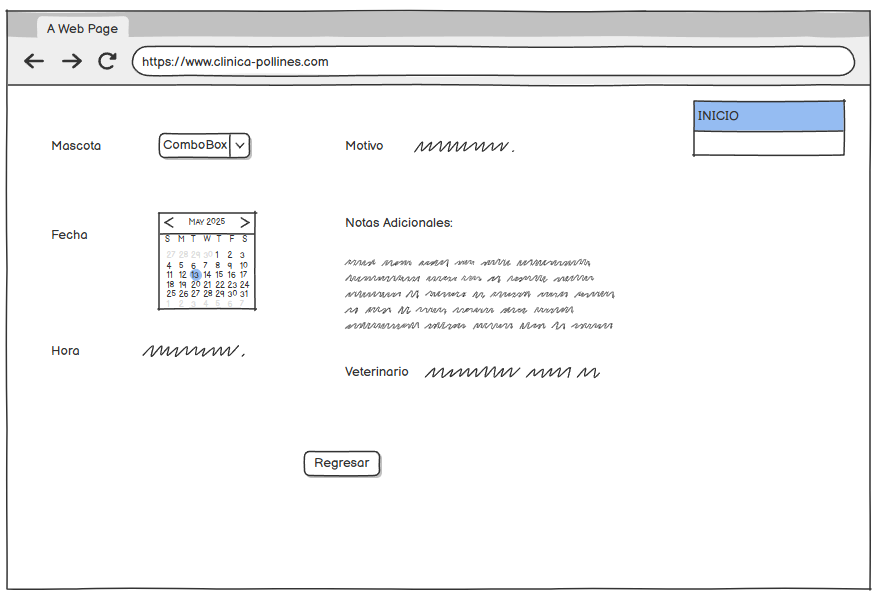 A Web Page
https://www.clinica-pollines.com
INICIO
Mascota
ComboBox
Motivo
Fecha
MAY 2025
S M T W T F S
27 28 29 30 1 2 3
4 5 6 7 8 9 10
11 12 13 14 15 16 17
18 19 20 21 22 23 24
25 26 27 28 29 30 31
1 2 3 4 5 6 7
Notas Adicionales:
Hora
Veterinario
Regresar